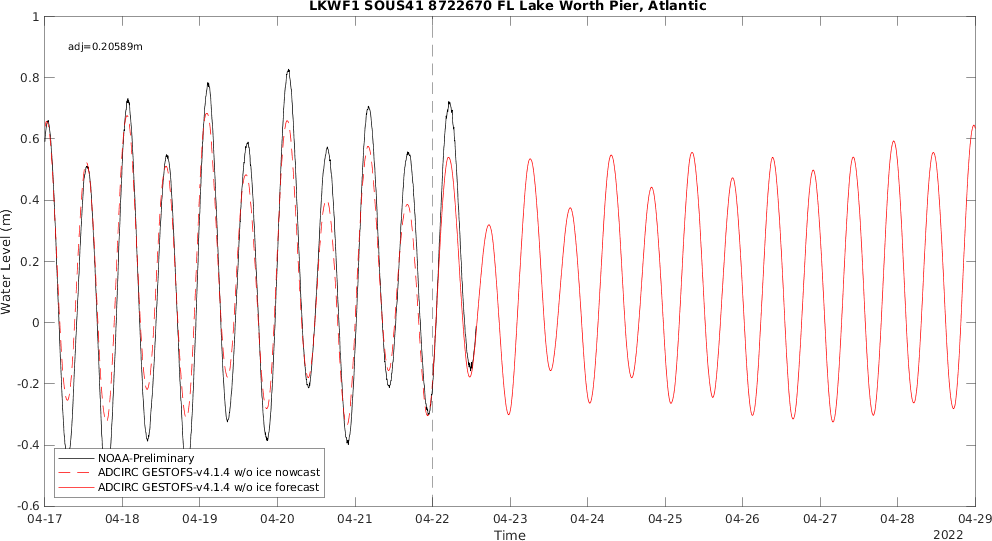 LKWF1 SOUS41 8722670 FL Lake Worth Pier, Atlantic
adj=0.20589m
Water Level (m)
1
0.8
0.6
0.4
0.2
0
-0.2
-0.4
-0.6
NOAA-Preliminary
ADCIRC GESTOFS-v4.1.4 w/o ice nowcast
ADCIRC GESTOFS-v4.1.4 w/o ice forecast
04-17 04-18 04-19 04-20 04-21 04-22 04-23 04-24 04-25 04-26 04-27 04-28 04-29
Time
2022